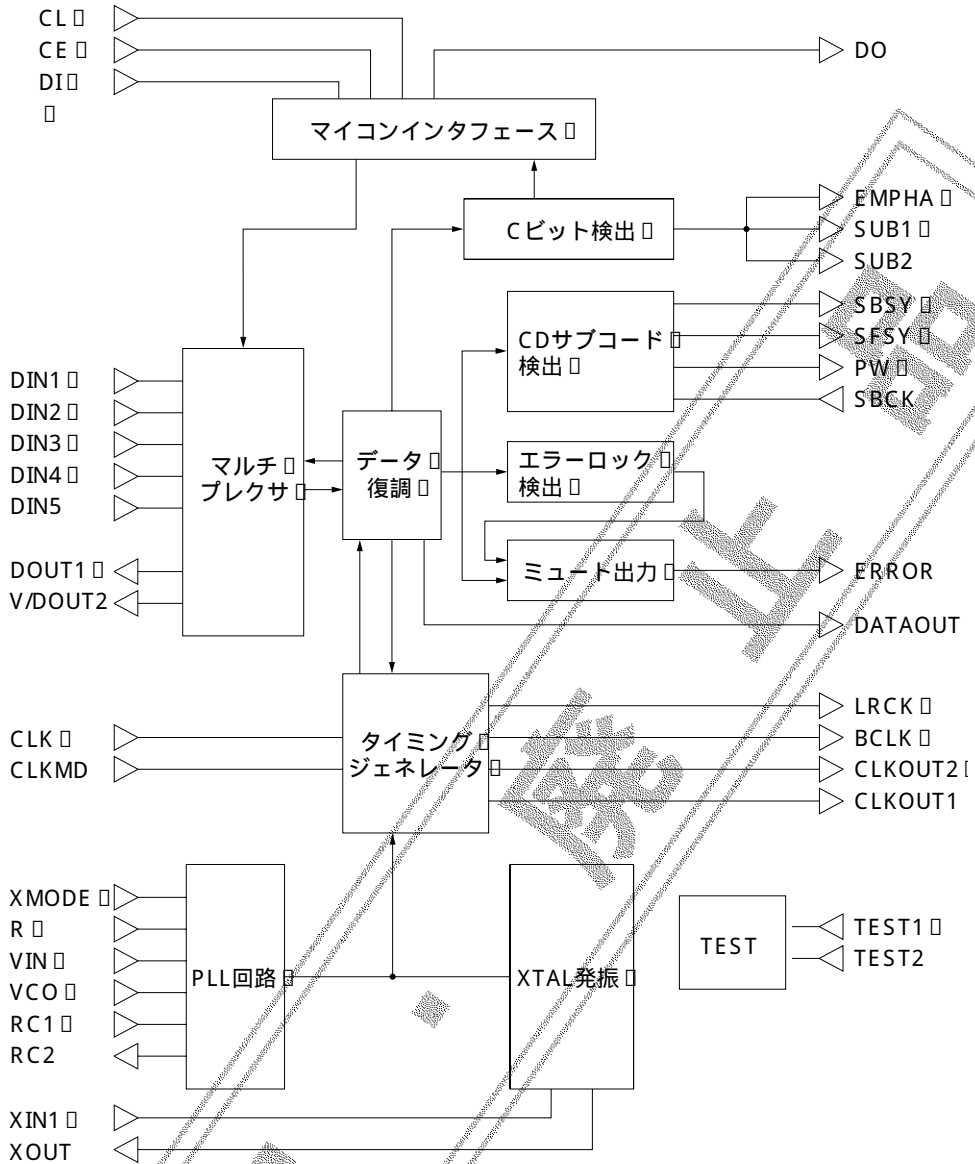 CL
CE
DI
DO
マイコンインタフェース
Cビット検出
EMPHA
SUB1
SUB2
CDサブコード
検出
SBSY
SFSY
PW
SBCK
DIN1
DIN2
DIN3
DIN4
DIN5
マルチ
プレクサ
データ
復調
エラーロック
検出
ミュート出力
ERROR
DOUT1
V/DOUT2
DATAOUT
CLK
CLKMD
タイミング
ジェネレータ
LRCK
BCLK
CLKOUT2
CLKOUT1
XMODE
R
VIN
VCO
RC1
RC2
PLL回路
XTAL発振
TEST
TEST1
TEST2
XIN1
XOUT
廃止品